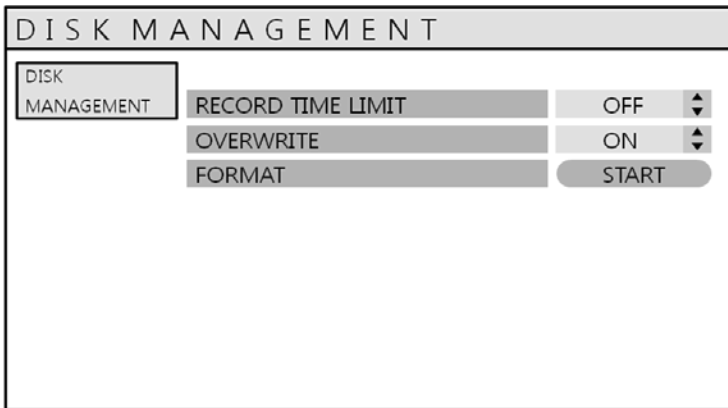 DISK MANAGEMENT
DISK
MANAGEMENT
RECORD TIME LIMIT OFF
OVERWRITE ON
FORMAT START